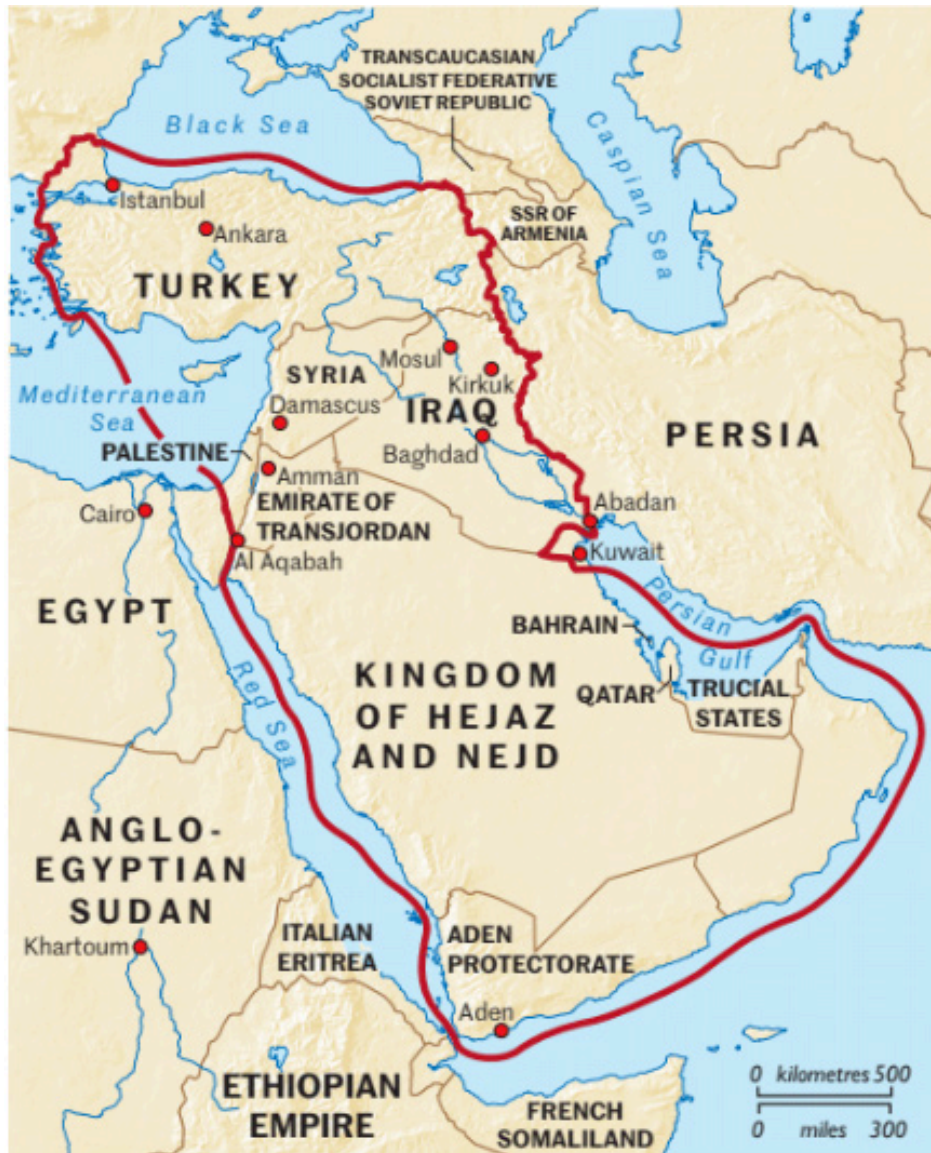 TRANSCAUCASIAN
SOCIALIST FEDERATIVE
SOVIET REPUBLIC
Black Sea
Caspian Sea
Istanbul
SSR OF
ARMENIA
Ankara
TURKEY
Mosul
SYRIA
Kirkuk
Mediterranean
Sea
Damascus
IRAQ
PERSIA
PALESTINE
Baghdad
Amman
EMIRATE OF
TRANSJORDAN
Abadan
Cairo
Al Aqabah
Kuwait
EGYPT
Persian
Gulf
BAHRAIN
Red Sea
KINGDOM
OF HEJAZ
AND NEJD
QATAR
TRUCIAL
STATES
ANGLO-
EGYPTIAN
SUDAN
Khartoum
ITALIAN
ERITREA
ADEN
PROTECTORATE
Aden
ETHIOPIAN
EMPIRE
FRENCH
SOMALILAND
0 kilometres 500
0 miles 300